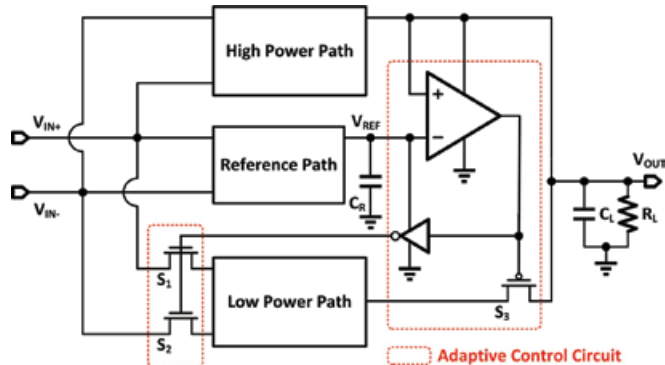 High Power Path
V_IN+
V_REF
+
−
Reference Path
V_OUT
V_IN-
C_R
C_L
R_L
S_1
Low Power Path
S_2
S_3
Adaptive Control Circuit